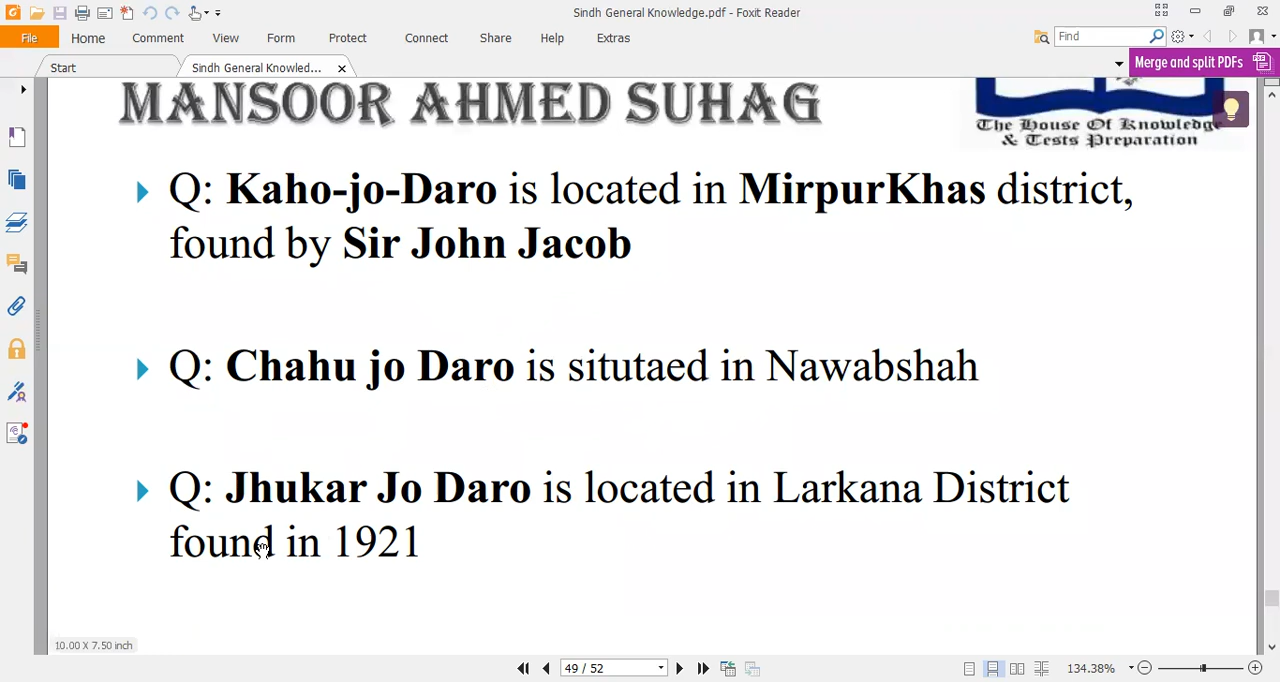 Sindh General Knowledge.pdf - Foxit Reader
File Home Comment View Form Protect Connect Share Help Extras Find
Start Sindh General Knowled... Merge and split PDFs
MANSOOR AHMED SUHAG
The House Of Knowledge
& Tests Preparation
Q: Kaho-jo-Daro is located in MirpurKhas district,
found by Sir John Jacob
Q: Chahu jo Daro is situtaed in Nawabshah
Q: Jhukar Jo Daro is located in Larkana District
found in 1921
10.00 X 7.50 inch
49 / 52 134.38%